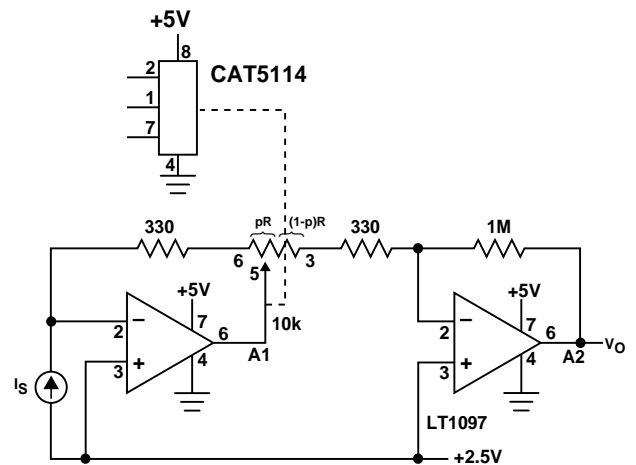 +5V
8
CAT5114
2
1
7
4
330
pR
(1-p)R
330
1M
6
5
3
+5V
10k
+5V
2
–
7
6
2
–
7
6
3
+
4
A1
3
+
4
A2
VO
IS
LT1097
+2.5V